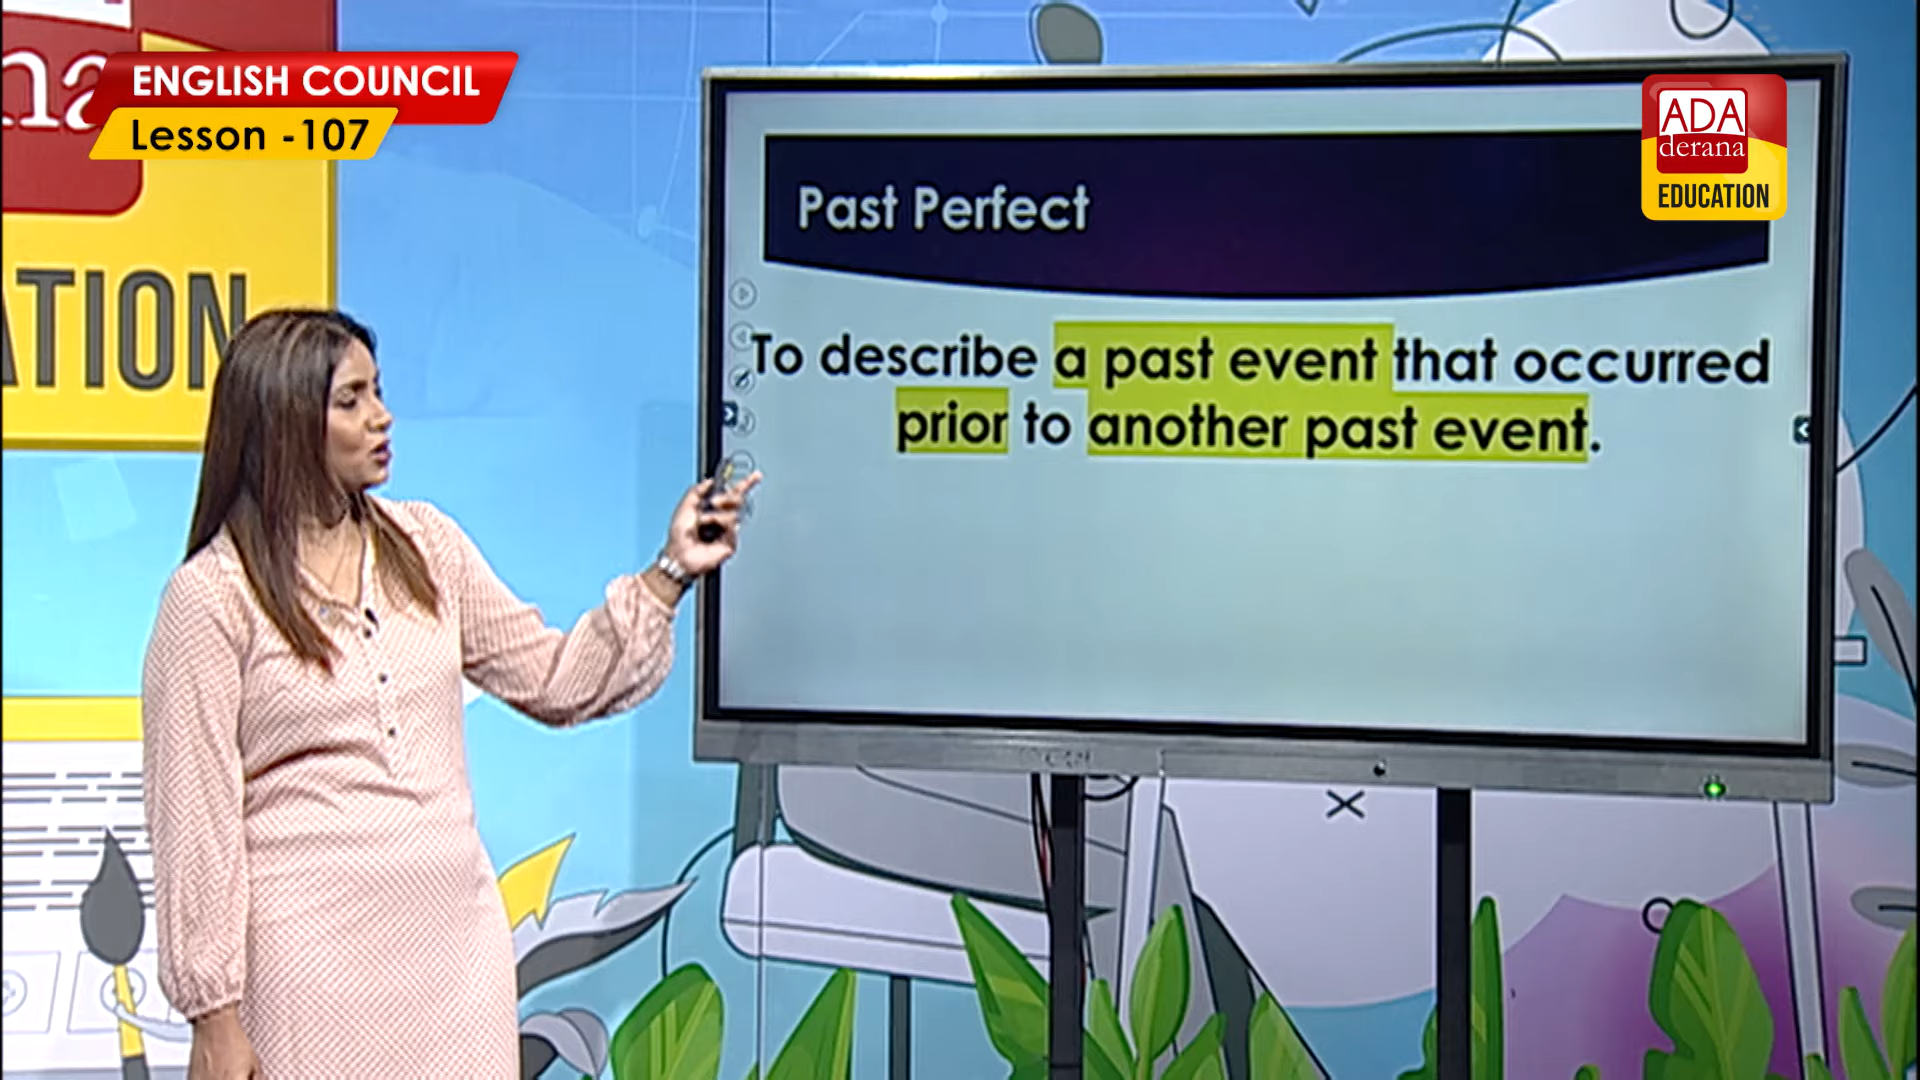 ENGLISH COUNCIL
Lesson -107
ADA
derana
EDUCATION
Past Perfect
To describe a past event that occurred
prior to another past event.
na
ATION